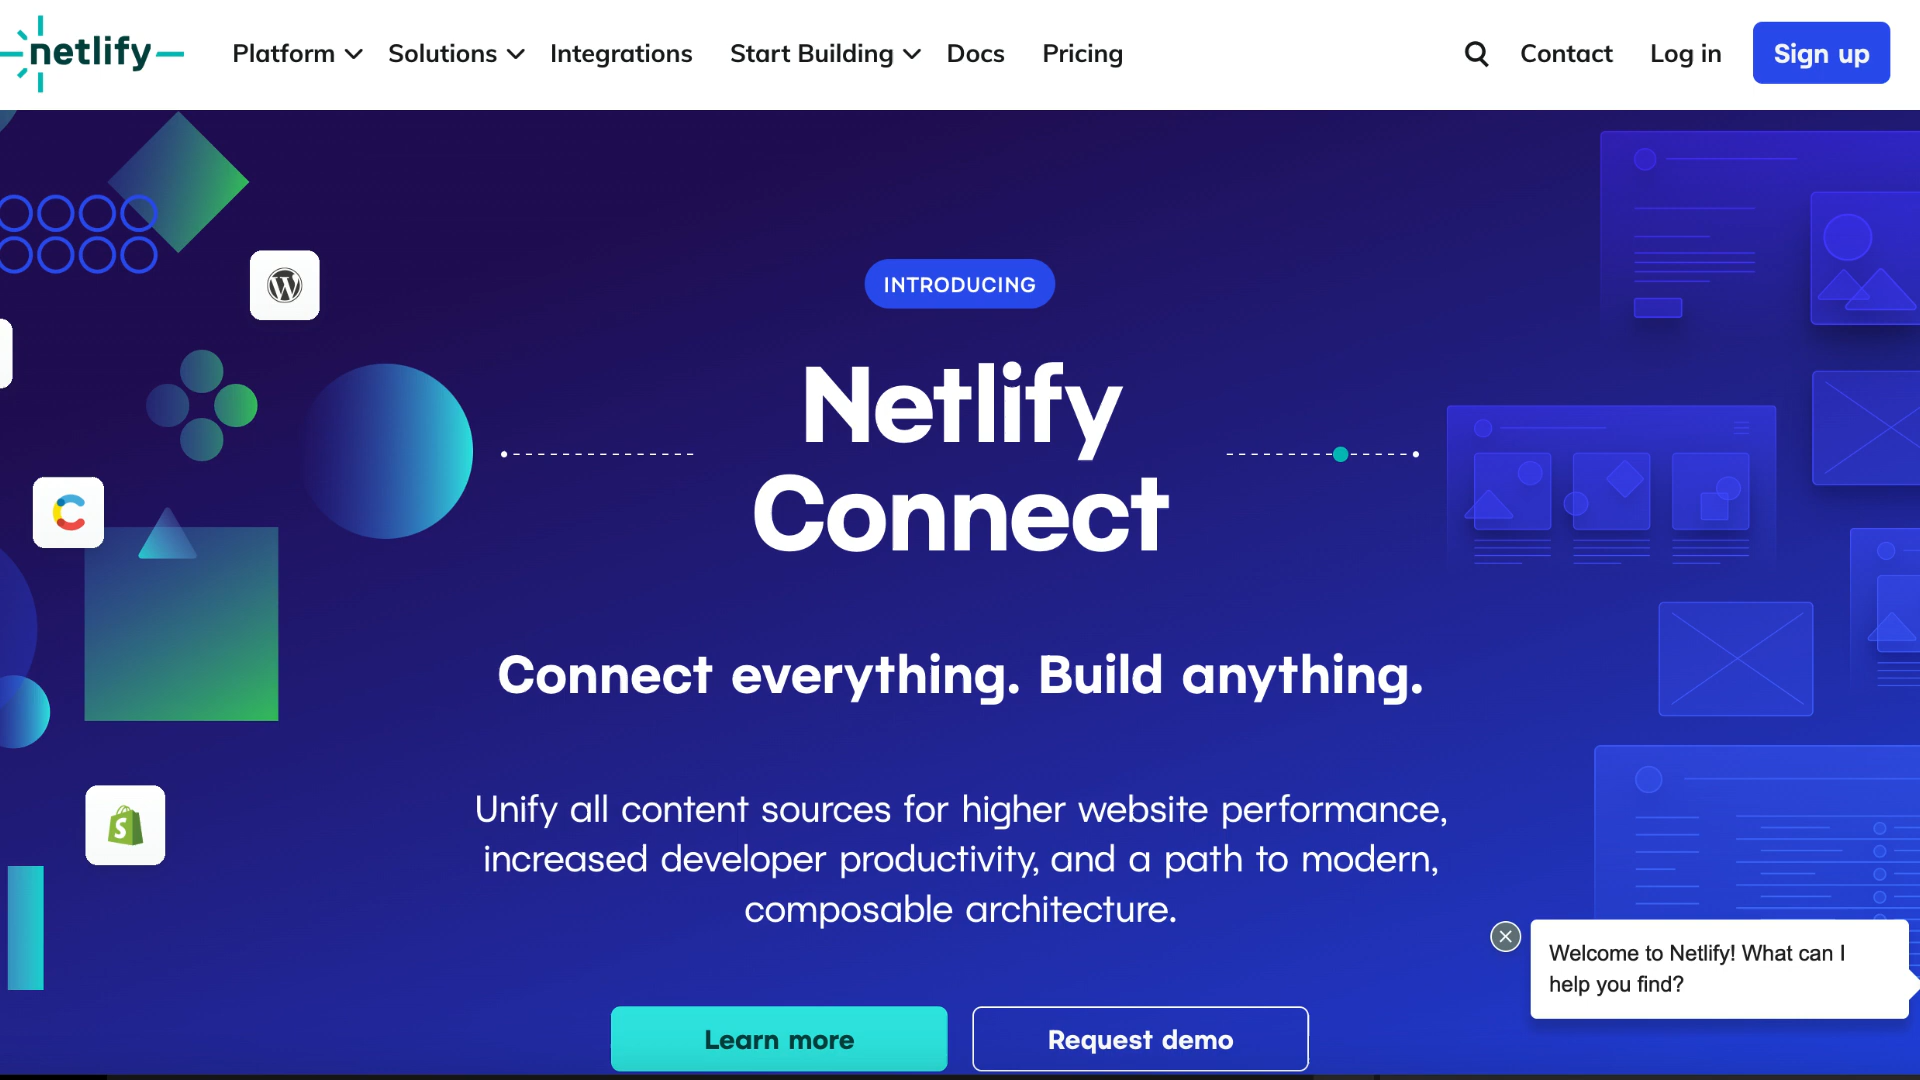 netlify
Platform
Solutions
Integrations
Start Building
Docs
Pricing
Contact
Log in
Sign up
INTRODUCING
Netlify
Connect
Connect everything. Build anything.
Unify all content sources for higher website performance,
increased developer productivity, and a path to modern,
composable architecture.
Learn more
Request demo
Welcome to Netlify! What can I
help you find?